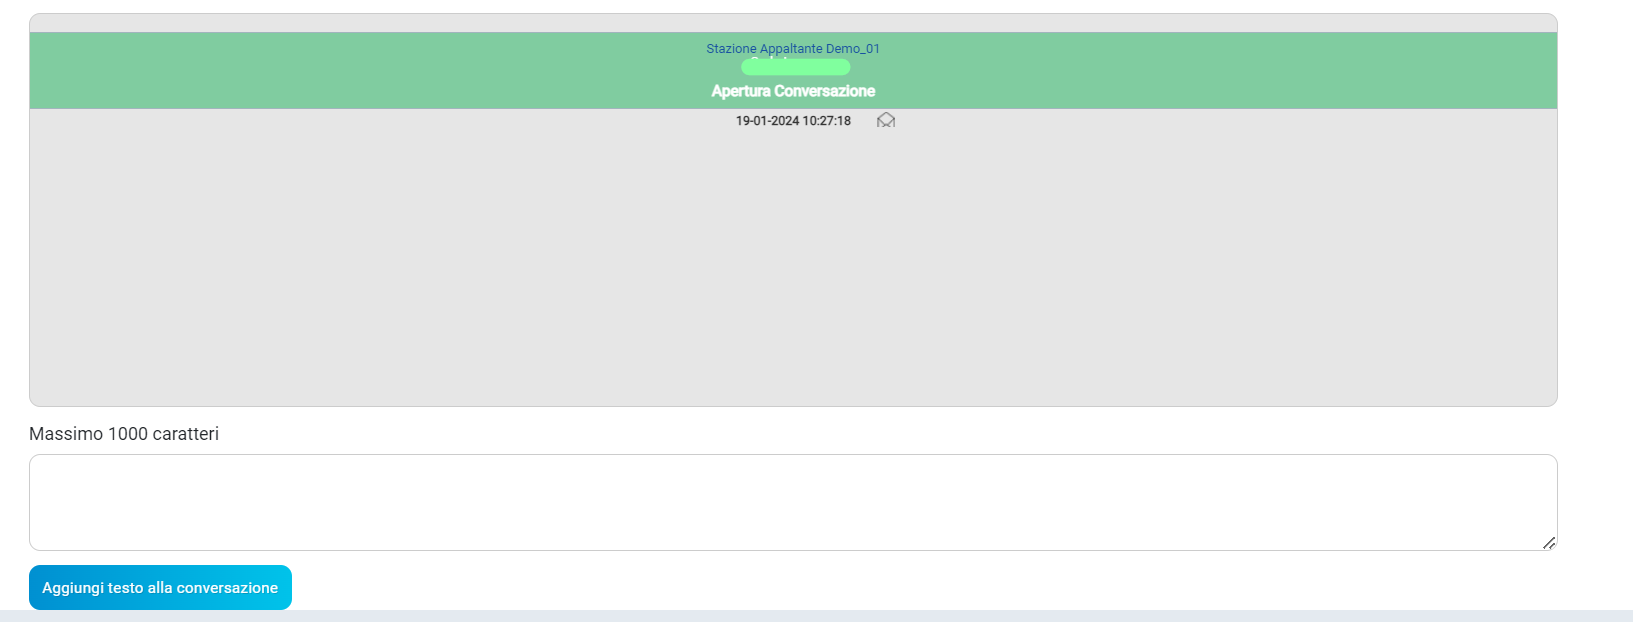 Stazione Appaltante Demo_01
Apertura Conversazione
19-01-2024 10:27:18
Massimo 1000 caratteri
Aggiungi testo alla conversazione